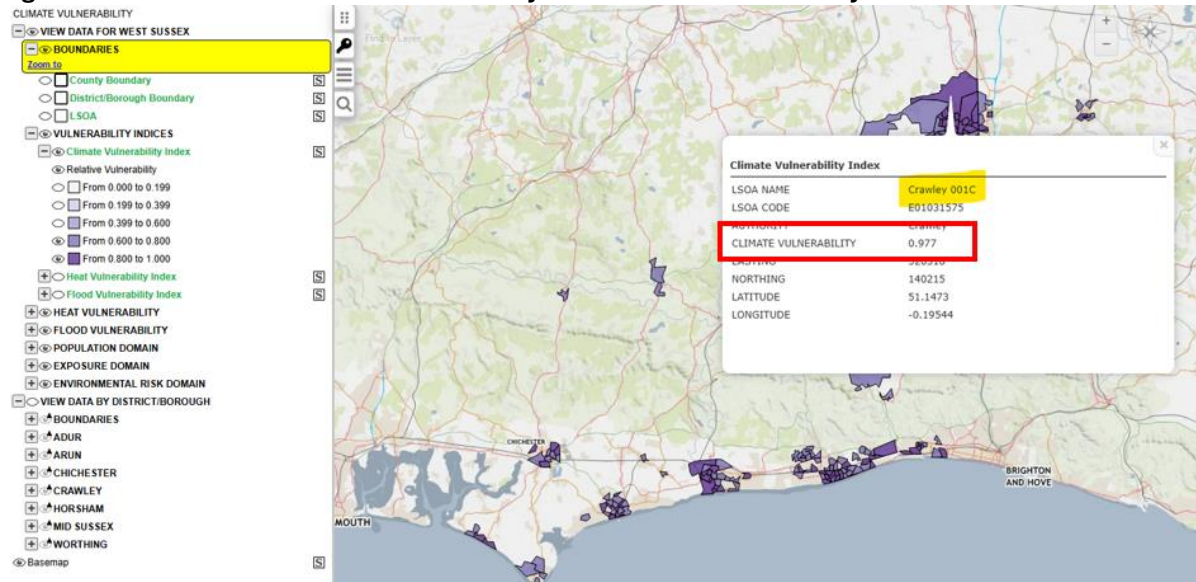 CLIMATE VULNERABILITY
VIEW DATA FOR WEST SUSSEX
BOUNDARIES
Zoom to
County Boundary S
District/Borough Boundary S
LSOA S
VULNERABILITY INDICES
Climate Vulnerability Index S
Relative Vulnerability
From 0.000 to 0.199
From 0.199 to 0.399
From 0.399 to 0.600
From 0.600 to 0.800
From 0.800 to 1.000
Heat Vulnerability Index S
Flood Vulnerability Index S
HEAT VULNERABILITY
FLOOD VULNERABILITY
POPULATION DOMAIN
EXPOSURE DOMAIN
ENVIRONMENTAL RISK DOMAIN
VIEW DATA BY DISTRICT/BOROUGH
BOUNDARIES
ADUR
ARUN
CHICHESTER
CRAWLEY
HORSHAM
MID SUSSEX
WORTHING
Basemap S
Find in Layer
Climate Vulnerability Index
LSOA NAME Crawley 001C
LSOA CODE E01031575
AUTHORITY Crawley
CLIMATE VULNERABILITY 0.977
NORTHING 140215
LATITUDE 51.1473
LONGITUDE -0.19544
CHICHESTER
BRIGHTON
AND HOVE
MOUTH